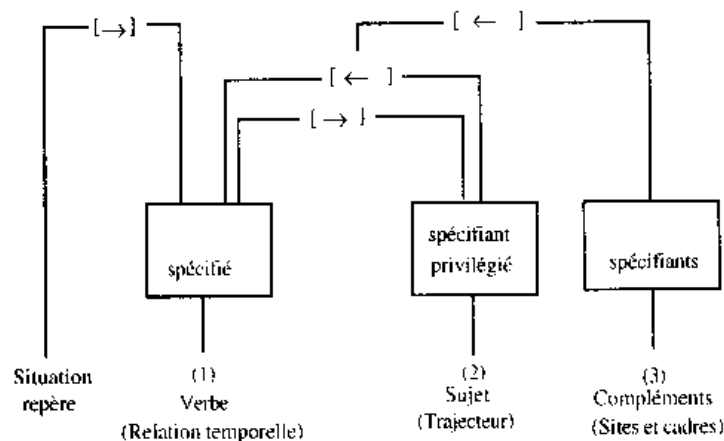 [→]
[ ← ]
[ ← ]
[→]
spécifié
spécifiant
privilégié
spécifiants
Situation
repère
(1)
Verbe
(Relation temporelle)
(2)
Sujet
(Trajecteur)
(3)
Compléments
(Sites et cadres)